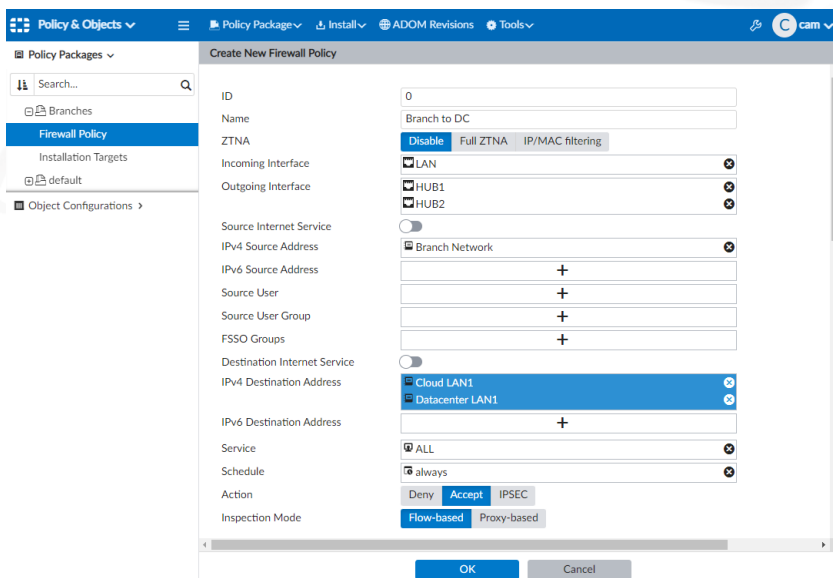 Policy & Objects
Policy Package Install ADOM Revisions Tools C cam
Policy Packages
Create New Firewall Policy
Search...
Branches
Firewall Policy
Installation Targets
default
Object Configurations
ID 0
Name Branch to DC
ZTNA Disable Full ZTNA IP/MAC filtering
Incoming Interface LAN
Outgoing Interface HUB1
HUB2
Source Internet Service
IPv4 Source Address Branch Network
IPv6 Source Address +
Source User +
Source User Group +
FSSO Groups +
Destination Internet Service
IPv4 Destination Address Cloud LAN1
Datacenter LAN1
IPv6 Destination Address +
Service ALL
Schedule always
Action Deny Accept IPSEC
Inspection Mode Flow-based Proxy-based
OK Cancel